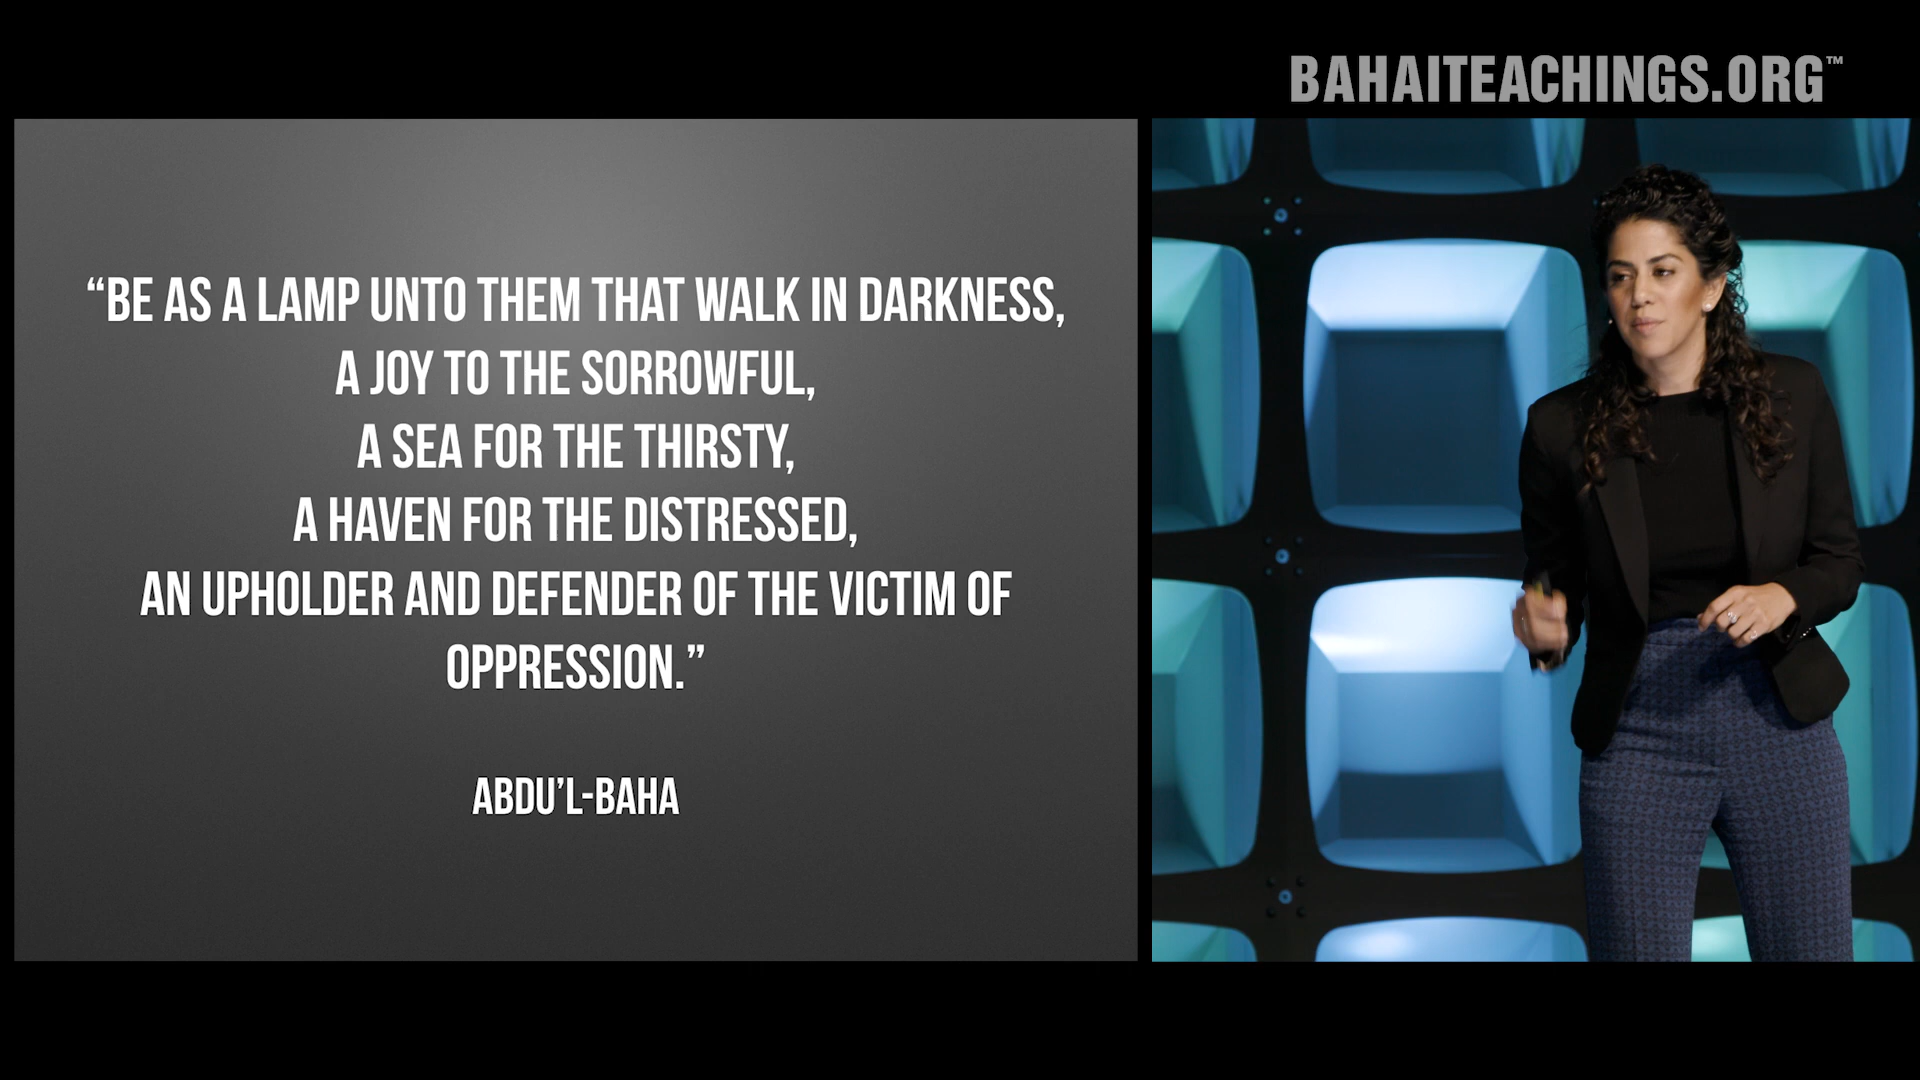 BAHAITEACHINGS.ORG™
“BE AS A LAMP UNTO THEM THAT WALK IN DARKNESS,
A JOY TO THE SORROWFUL,
A SEA FOR THE THIRSTY,
A HAVEN FOR THE DISTRESSED,
AN UPHOLDER AND DEFENDER OF THE VICTIM OF
OPPRESSION.”
ABDU’L-BAHA